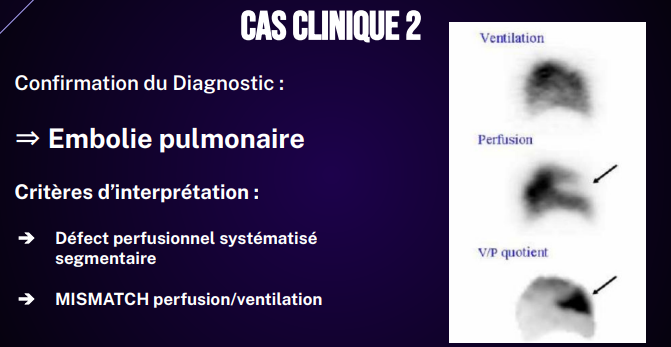 CAS CLINIQUE 2
Confirmation du Diagnostic :
⇒ Embolie pulmonaire
Critères d'interprétation :
➔ Défect perfusionnel systématisé
segmentaire
➔ MISMATCH perfusion/ventilation
Ventilation
Perfusion
V/P quotient